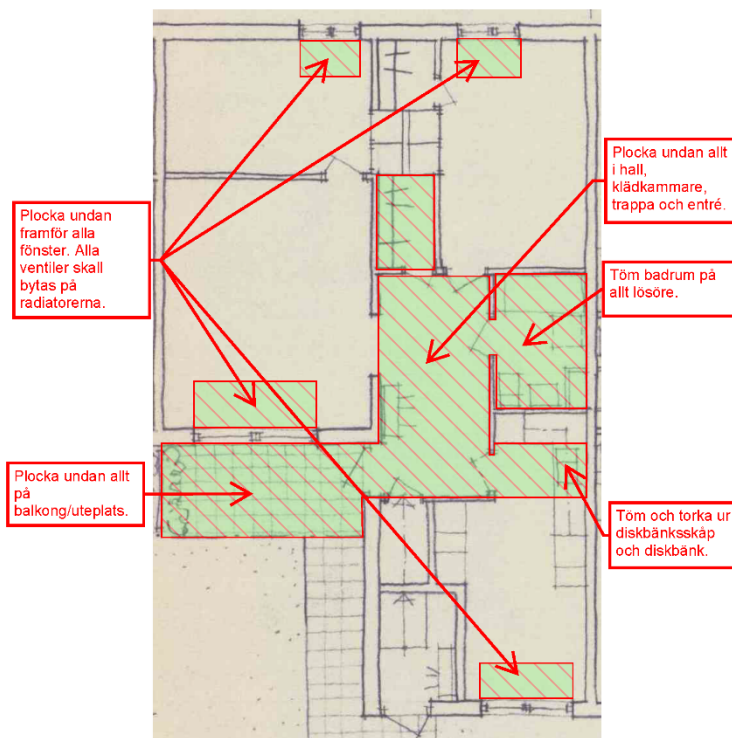 Plocka undan
framför alla
fönster. Alla
ventiler skall
bytas på
radiatorerna.
Plocka undan allt
i hall,
klädkammare,
trappa och entré.
Töm badrum på
allt lösöre.
Plocka undan allt
på
balkong/uteplats.
Töm och torka ur
diskbänksskåp
och diskbänk.